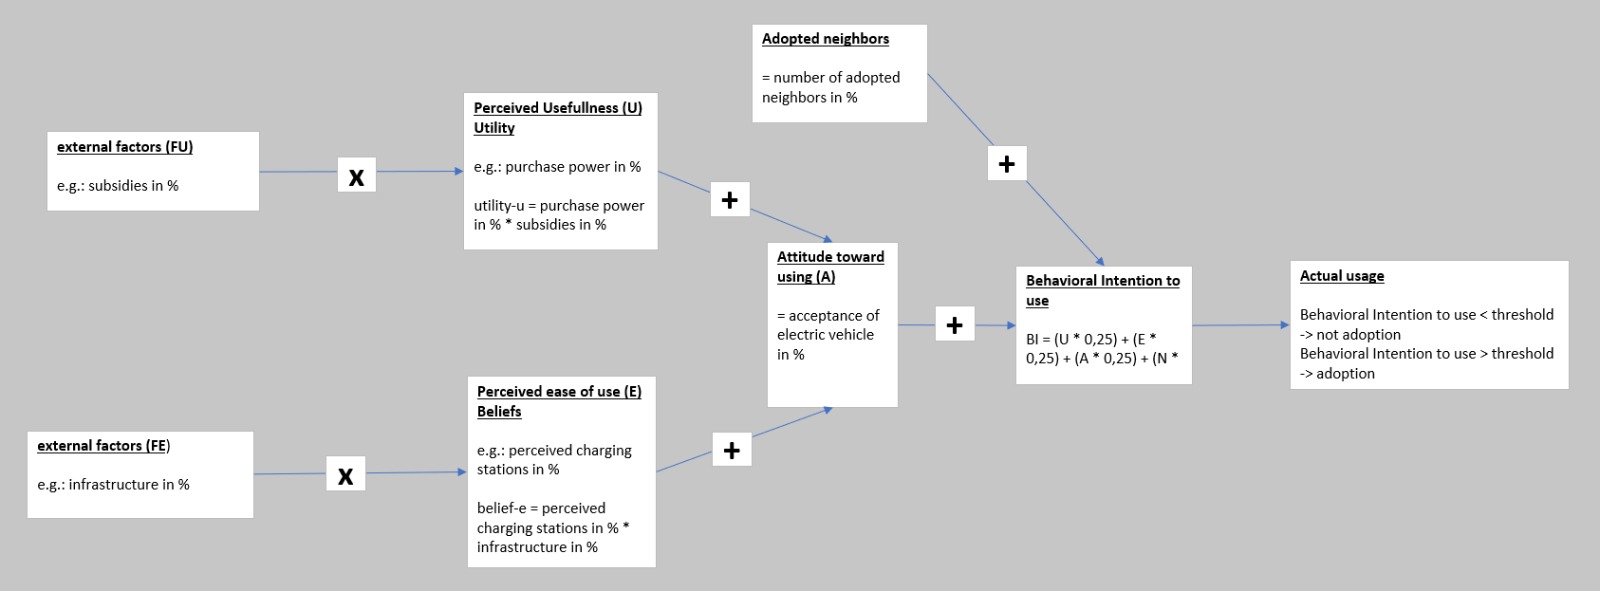 external factors (FU)
e.g.: subsidies in %
X
Perceived Usefullness (U)
Utility
e.g.: purchase power in %
utility-u = purchase power
in % * subsidies in %
+
Adopted neighbors
= number of adopted
neighbors in %
+
external factors (FE)
e.g.: infrastructure in %
X
Perceived ease of use (E)
Beliefs
e.g.: perceived charging
stations in %
belief-e = perceived
charging stations in % *
infrastructure in %
+
Attitude toward
using (A)
= acceptance of
electric vehicle
in %
+
Behavioral Intention to
use
BI = (U * 0,25) + (E *
0,25) + (A * 0,25) + (N *
Actual usage
Behavioral Intention to use < threshold
-> not adoption
Behavioral Intention to use > threshold
-> adoption